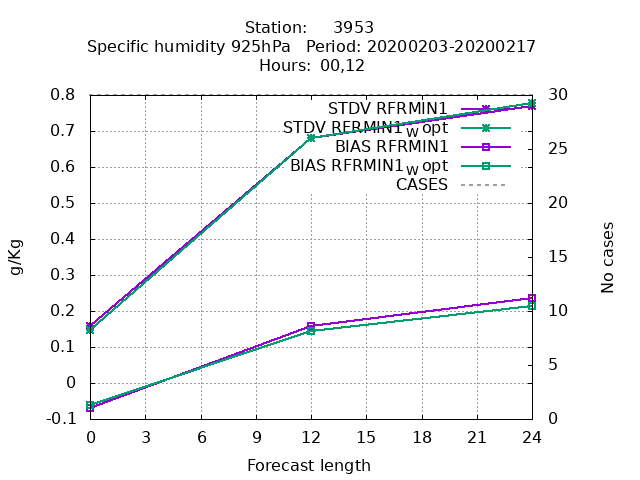 Station: 3953
Specific humidity 925hPa Period: 20200203-20200217
Hours: 00,12
0.8
0.7
0.6
0.5
0.4
0.3
0.2
0.1
0
-0.1
g/Kg
STDV RFRMIN1
STDV RFRMIN1w opt
BIAS RFRMIN1
BIAS RFRMIN1w opt
CASES
30
25
20
15
10
5
0
No cases
0 3 6 9 12 15 18 21 24
Forecast length